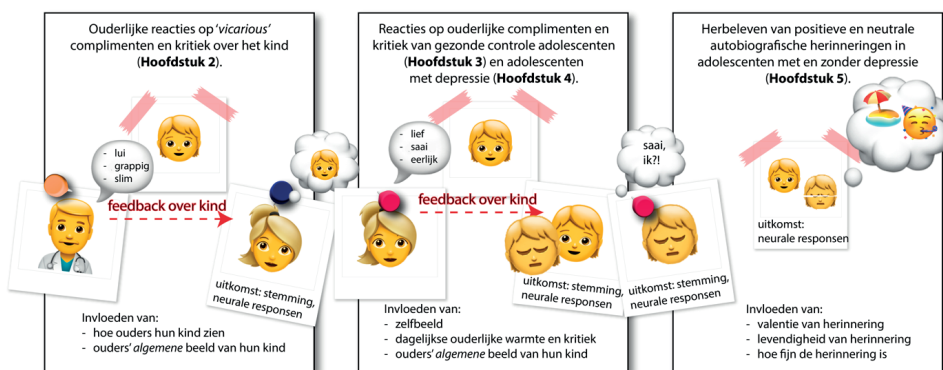 Ouderlijke reacties op ‘vicarious’
complimenten en kritiek over het kind
(Hoofdstuk 2).
- lui
- grappig
- slim
feedback over kind
uitkomst: stemming,
neurale responsen
Invloeden van:
- hoe ouders hun kind zien
- ouders’ algemene beeld van hun kind
Reacties op ouderlijke complimenten en
kritiek van gezonde controle adolescenten
(Hoofdstuk 3) en adolescenten
met depressie (Hoofdstuk 4).
- lief
- saai
- eerlijk
feedback over kind
saai,
ik?!
uitkomst: stemming,
neurale responsen
uitkomst: stemming,
neurale responsen
Invloeden van:
- zelfbeeld
- dagelijkse ouderlijke warmte en kritiek
- ouders’ algemene beeld van hun kind
Herbeleven van positieve en neutrale
autobiografische herinneringen in
adolescenten met en zonder depressie
(Hoofdstuk 5).
uitkomst:
neurale responsen
Invloeden van:
- valentie van herinnering
- levendigheid van herinnering
- hoe fijn de herinnering is